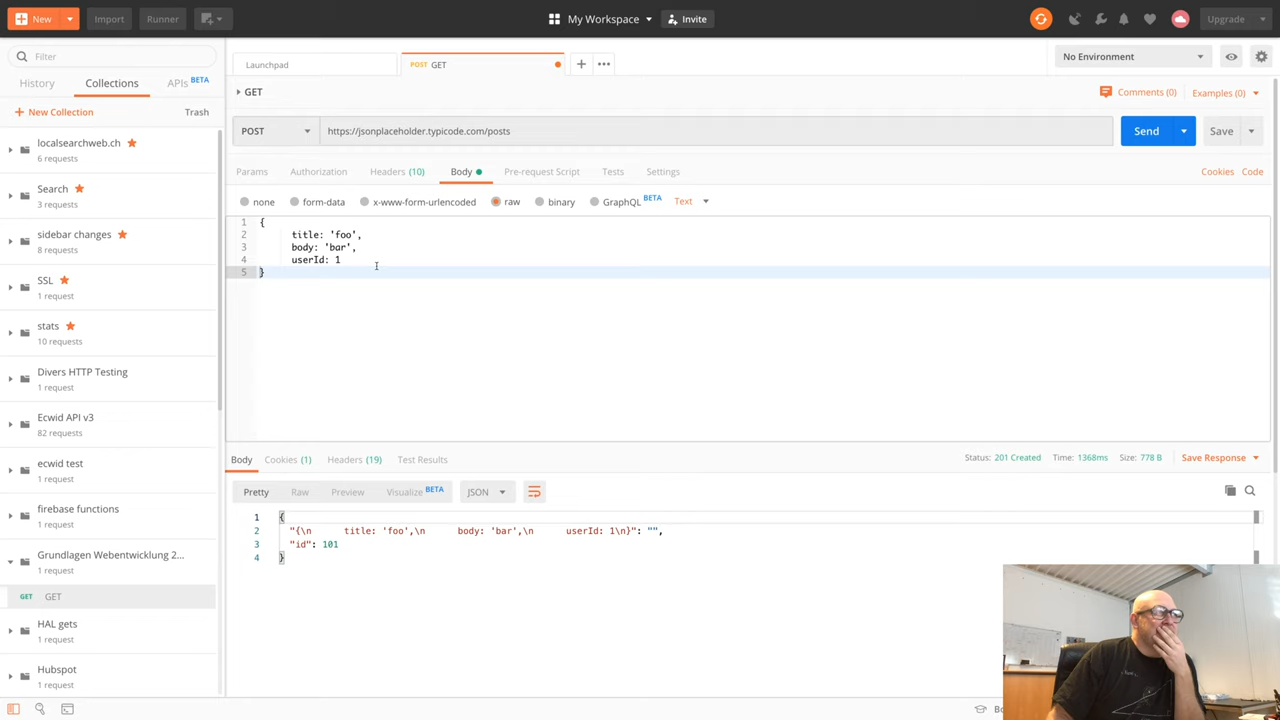 New
Import
Runner
My Workspace
Invite
Upgrade
Filter
History
Collections
APIs BETA
New Collection
Trash
localsearchweb.ch
6 requests
Search
3 requests
sidebar changes
8 requests
SSL
1 request
stats
10 requests
Divers HTTP Testing
1 request
Ecwid API v3
82 requests
ecwid test
1 request
firebase functions
1 request
Grundlagen Webentwicklung 2...
1 request
GET GET
HAL gets
1 request
Hubspot
1 request
Launchpad
POST GET
No Environment
GET
Comments (0)
Examples (0)
POST
https://jsonplaceholder.typicode.com/posts
Send
Save
Params
Authorization
Headers (10)
Body
Pre-request Script
Tests
Settings
Cookies
Code
none
form-data
x-www-form-urlencoded
raw
binary
GraphQL BETA
Text
1 {
2 title: 'foo',
3 body: 'bar',
4 userId: 1
5 }
Body
Cookies (1)
Headers (19)
Test Results
Status: 201 Created
Time: 1368ms
Size: 778 B
Save Response
Pretty
Raw
Preview
Visualize BETA
JSON
1 {
2 "{\n title: 'foo',\n body: 'bar',\n userId: 1\n}": "",
3 "id": 101
4 }